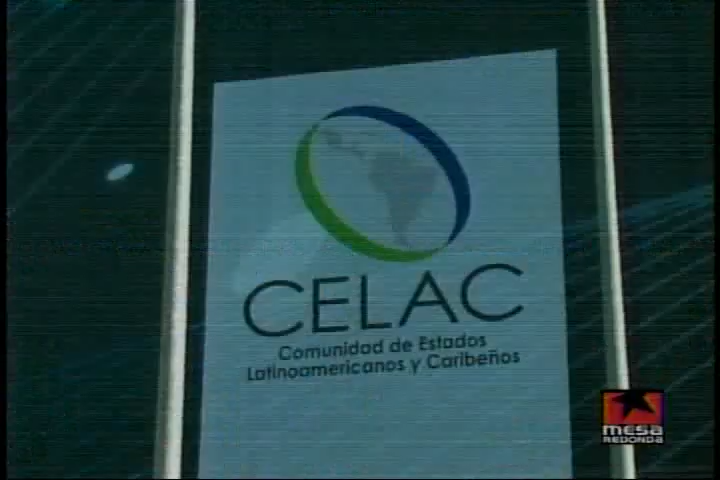 CELAC
Comunidad de Estados
Latinoamericanos y Caribeños
mesa
REDONDA